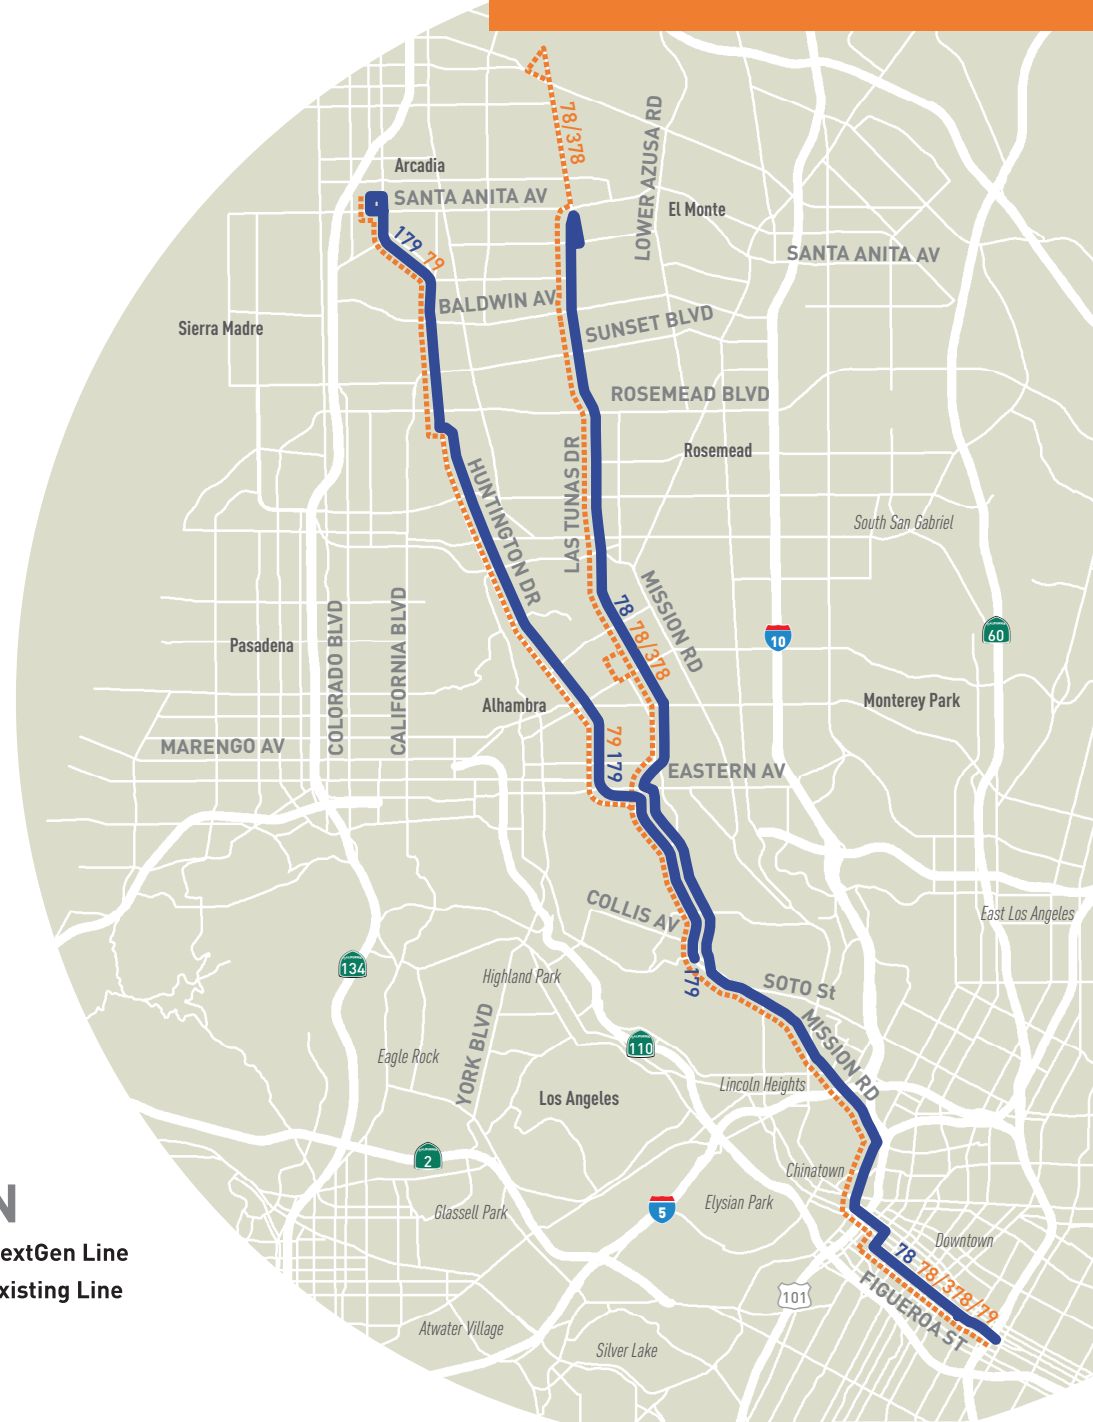 78/378
LOWER AZUSA RD
Arcadia
SANTA ANITA AV
El Monte
179 79
SANTA ANITA AV
BALDWIN AV
SUNSET BLVD
Sierra Madre
ROSEMEAD BLVD
Rosemead
HUNTINGTON DR
LAS TUNAS DR
South San Gabriel
MISSION RD
78 78/378
10
60
Pasadena
COLORADO BLVD
CALIFORNIA BLVD
Alhambra
Monterey Park
MARENGO AV
79 179
EASTERN AV
COLLIS AV
East Los Angeles
134
Highland Park
179
SOTO St
MISSION RD
YORK BLVD
Eagle Rock
110
Lincoln Heights
Los Angeles
2
Chinatown
Glassell Park
5
Elysian Park
Downtown
N
extGen Line
xisting Line
78 78/378/79
101
FIGUEROA ST
Atwater Village
Silver Lake